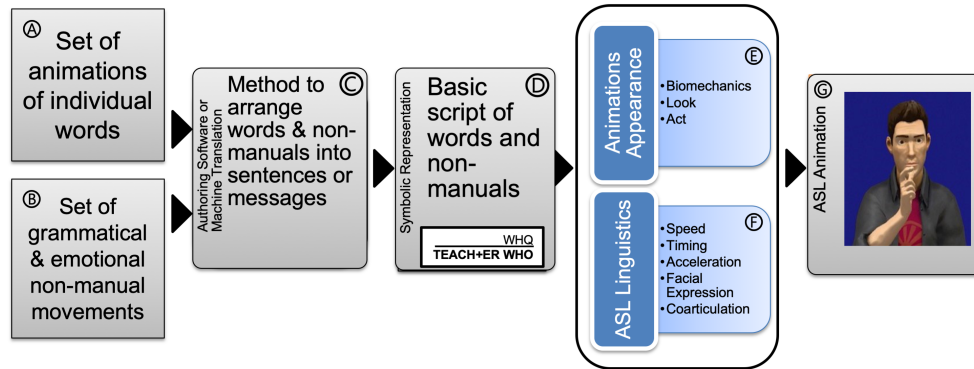 Ⓐ
Set of
animations
of individual
words
Ⓑ
Set of
grammatical
& emotional
non-manual
movements
Authoring Software or
Machine Translation
Ⓒ
Method to
arrange
words & non-
manuals into
sentences or
messages
Symbolic Representation
Ⓓ
Basic
script of
words and
non-
manuals
WHQ
TEACH+ER WHO
Animations
Appearance
Ⓔ
•Biomechanics
•Look
•Act
ASL Linguistics
Ⓕ
•Speed
•Timing
•Acceleration
•Facial
Expression
•Coarticulation
Ⓖ
ASL Animation